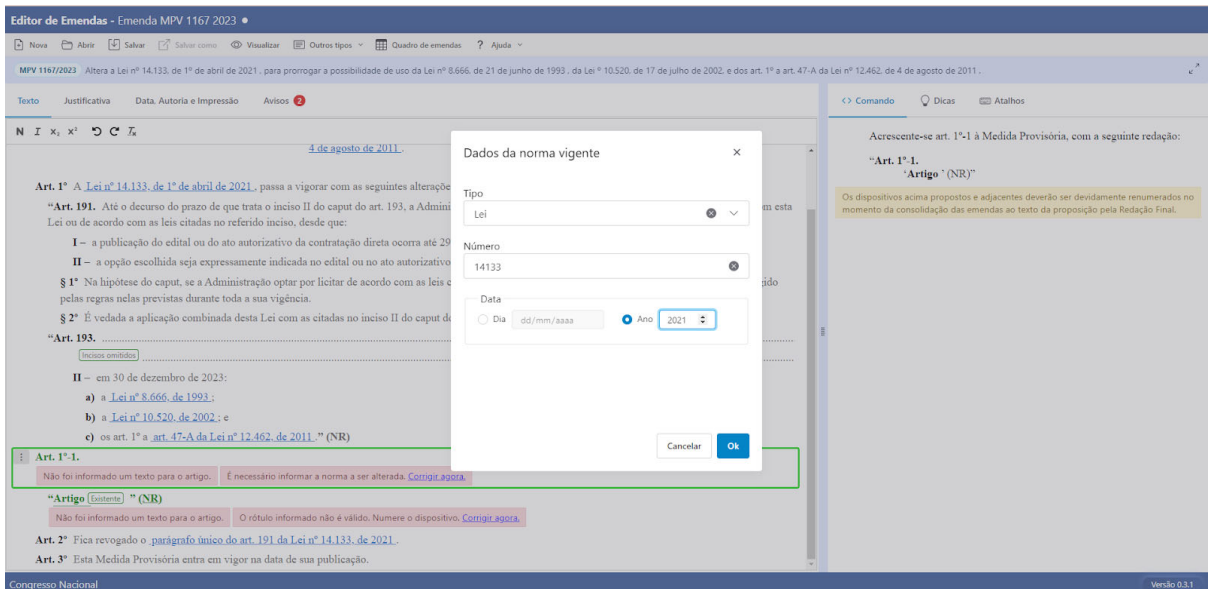 Editor de Emendas - Emenda MPV 1167 2023 ●
Nova Abrir Salvar Salvar como Visualizar Outros tipos Quadro de emendas ? Ajuda
MPV 1167/2023 Altera a Lei nº 14.133, de 1º de abril de 2021 , para prorrogar a possibilidade de uso da Lei nº 8.666, de 21 de junho de 1993 , da Lei º 10.520, de 17 de julho de 2002, e dos art. 1º a art. 47-A da Lei nº 12.462, de 4 de agosto de 2011 .
Texto Justificativa Data, Autoria e Impressão Avisos 2
N I x₂ x² Tx
4 de agosto de 2011 .
Art. 1º A Lei nº 14.133, de 1º de abril de 2021 , passa a vigorar com as seguintes alteraçõe
“Art. 191. Até o decurso do prazo de que trata o inciso II do caput do art. 193, a Admini
m esta
Lei ou de acordo com as leis citadas no referido inciso, desde que:
I – a publicação do edital ou do ato autorizativo da contratação direta ocorra até 29
II – a opção escolhida seja expressamente indicada no edital ou no ato autorizativo
§ 1º Na hipótese do caput, se a Administração optar por licitar de acordo com as leis c
gido
pelas regras nelas previstas durante toda a sua vigência.
§ 2º É vedada a aplicação combinada desta Lei com as citadas no inciso II do caput do
“Art. 193.
Incisos omitidos
II – em 30 de dezembro de 2023:
a) a Lei nº 8.666, de 1993 ;
b) a Lei nº 10.520, de 2002 ; e
c) os art. 1º a art. 47-A da Lei nº 12.462, de 2011 .” (NR)
Art. 1º-1.
Não foi informado um texto para o artigo. É necessário informar a norma a ser alterada. Corrigir agora.
“Artigo Existente ” (NR)
Não foi informado um texto para o artigo. O rótulo informado não é válido. Numere o dispositivo. Corrigir agora.
Art. 2º Fica revogado o parágrafo único do art. 191 da Lei nº 14.133, de 2021 .
Art. 3º Esta Medida Provisória entra em vigor na data de sua publicação.
Dados da norma vigente ×
Tipo
Lei
Número
14133
Data
Dia dd/mm/aaaa Ano 2021
Cancelar Ok
<> Comando Dicas Atalhos
Acrescente-se art. 1º-1 à Medida Provisória, com a seguinte redação:
“Art. 1º-1.
‘Artigo ’ (NR)”
Os dispositivos acima propostos e adjacentes deverão ser devidamente renumerados no
momento da consolidação das emendas ao texto da proposição pela Redação Final.
Congresso Nacional
Versão 0.3.1